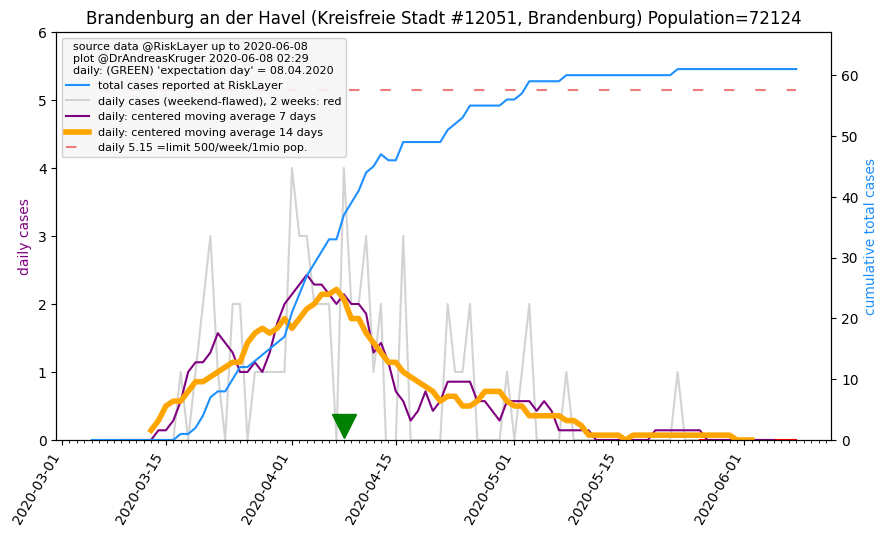 Brandenburg an der Havel (Kreisfreie Stadt #12051, Brandenburg) Population=72124
source data @RiskLayer up to 2020-06-08
plot @DrAndreasKruger 2020-06-08 02:29
daily: (GREEN) 'expectation day' = 08.04.2020
total cases reported at RiskLayer
daily cases (weekend-flawed), 2 weeks: red
daily: centered moving average 7 days
daily: centered moving average 14 days
daily 5.15 =limit 500/week/1mio pop.
daily cases
6
5
4
3
2
1
0
cumulative total cases
60
50
40
30
20
10
0
2020-03-01
2020-03-15
2020-04-01
2020-04-15
2020-05-01
2020-05-15
2020-06-01